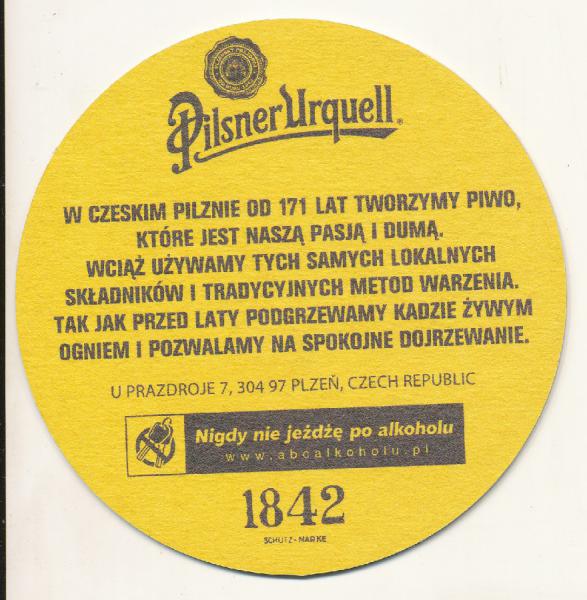 Pilsner Urquell
W CZESKIM PILZNIE OD 171 LAT TWORZYMY PIWO,
KTÓRE JEST NASZĄ PASJĄ I DUMĄ.
WCIĄŻ UŻYWAMY TYCH SAMYCH LOKALNYCH
SKŁADNIKÓW I TRADYCYJNYCH METOD WARZENIA.
TAK JAK PRZED LATY PODGRZEWAMY KADZIE ŻYWYM
OGNIEM I POZWALAMY NA SPOKOJNE DOJRZEWANIE.
U PRAZDROJE 7, 304 97 PLZEŇ, CZECH REPUBLIC
Nigdy nie jeżdżę po alkoholu
www.abcalkoholu.pl
1842
SCHUTZ-MARKE